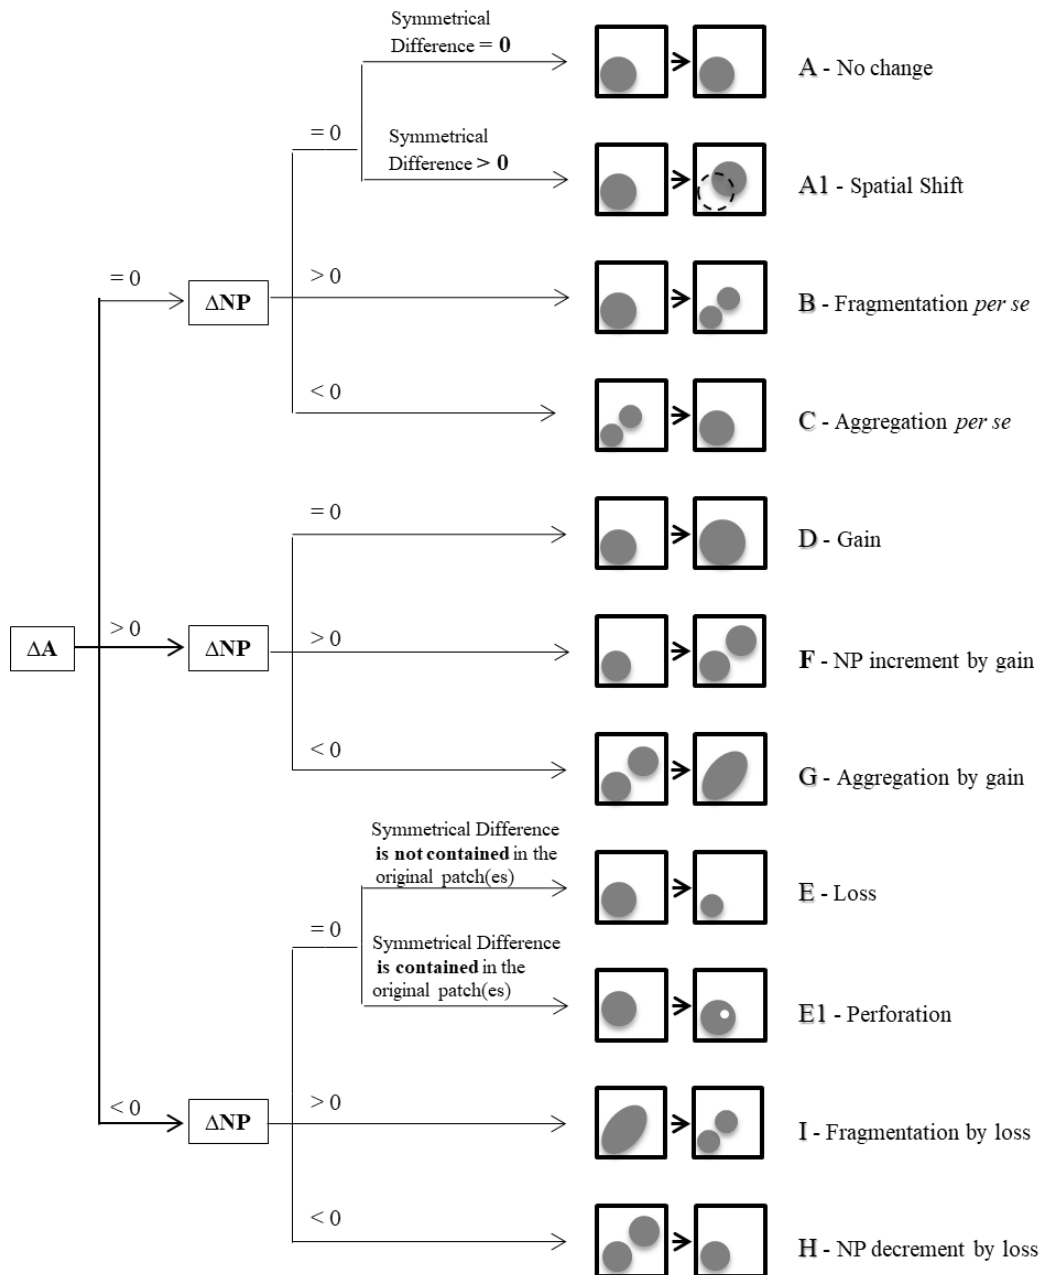 Symmetrical
Difference = 0
A - No change
= 0
Symmetrical
Difference > 0
A1 - Spatial Shift
= 0
ΔNP
> 0
B - Fragmentation per se
< 0
C - Aggregation per se
= 0
D - Gain
ΔA
> 0
ΔNP
> 0
F - NP increment by gain
< 0
G - Aggregation by gain
Symmetrical Difference
is not contained in the
original patch(es)
E - Loss
= 0
Symmetrical Difference
is contained in the
original patch(es)
E1 - Perforation
< 0
ΔNP
> 0
I - Fragmentation by loss
< 0
H - NP decrement by loss